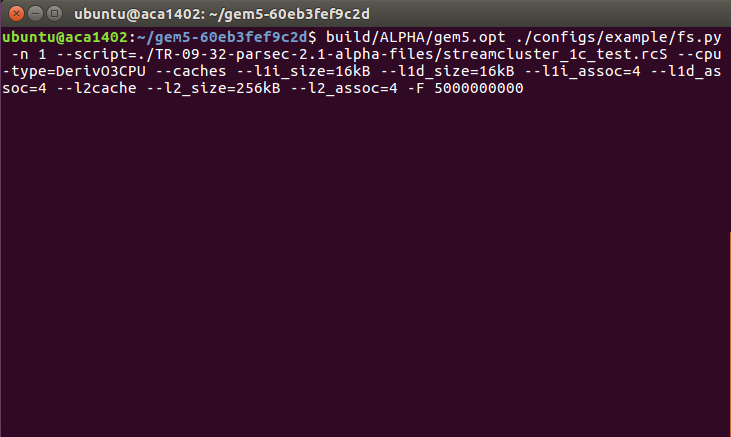 ubuntu@aca1402: ~/gem5-60eb3fef9c2d
ubuntu@aca1402:~/gem5-60eb3fef9c2d$ build/ALPHA/gem5.opt ./configs/example/fs.py
 -n 1 --script=./TR-09-32-parsec-2.1-alpha-files/streamcluster_1c_test.rcS --cpu
-type=DerivO3CPU --caches --l1i_size=16kB --l1d_size=16kB --l1i_assoc=4 --l1d_as
soc=4 --l2cache --l2_size=256kB --l2_assoc=4 -F 5000000000